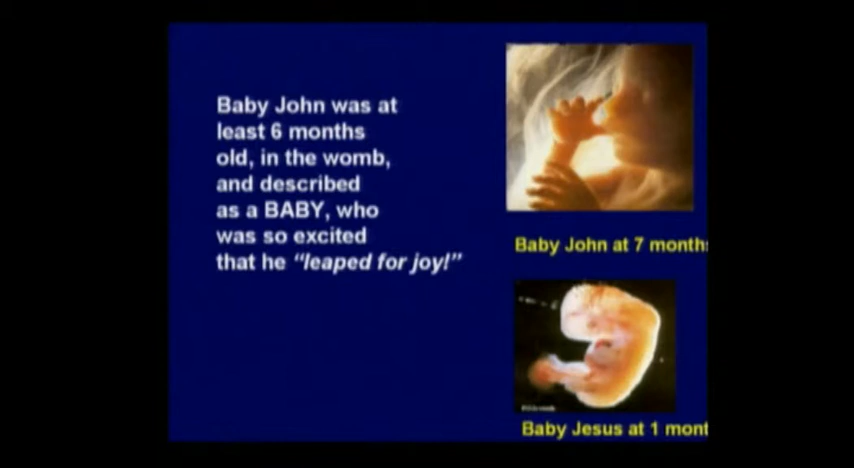 Baby John was at
least 6 months
old, in the womb,
and described
as a BABY, who
was so excited
that he “leaped for joy!”
Baby John at 7 months
Baby Jesus at 1 mont